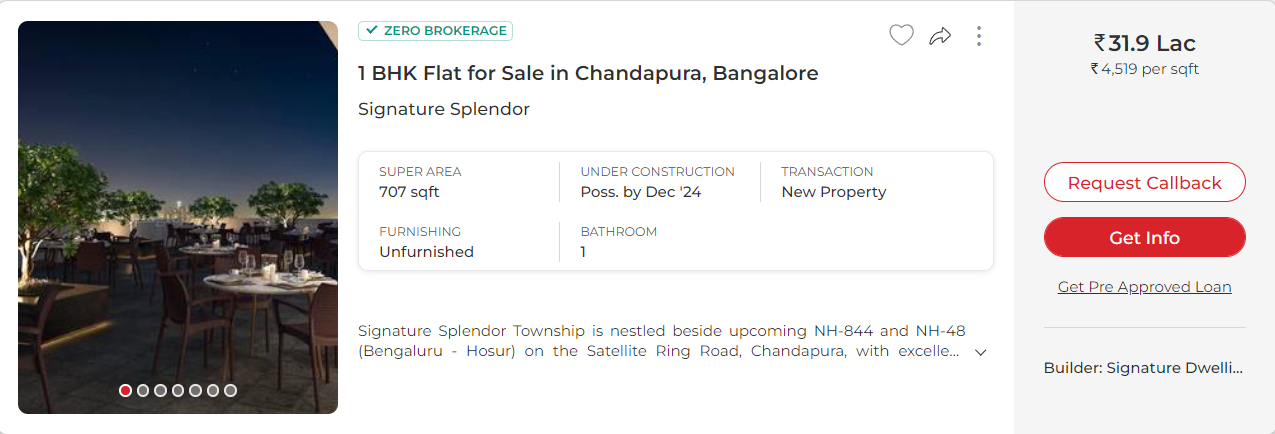 ZERO BROKERAGE
1 BHK Flat for Sale in Chandapura, Bangalore
Signature Splendor
SUPER AREA
707 sqft
UNDER CONSTRUCTION
Poss. by Dec '24
TRANSACTION
New Property
FURNISHING
Unfurnished
BATHROOM
1
Signature Splendor Township is nestled beside upcoming NH-844 and NH-48
(Bengaluru - Hosur) on the Satellite Ring Road, Chandapura, with excelle...
₹31.9 Lac
₹4,519 per sqft
Request Callback
Get Info
Get Pre Approved Loan
Builder: Signature Dwelli...